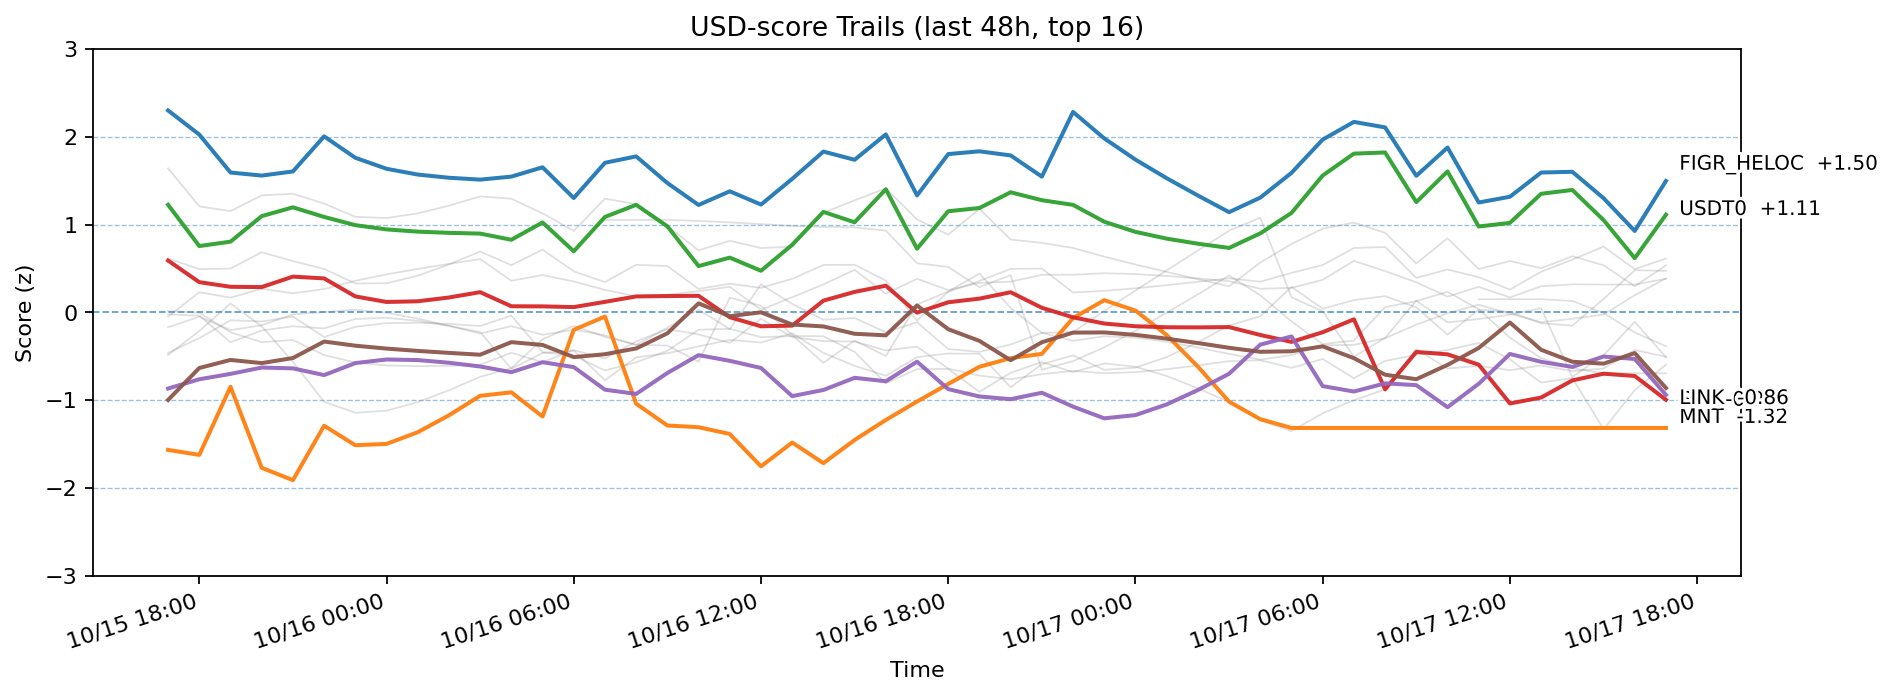 USD-score Trails (last 48h, top 16)
3
2
1
0
−1
−2
−3
Score (z)
FIGR_HELOC +1.50
USDT0 +1.11
LINK -0.86
MNT -1.32
10/15 18:00
10/16 00:00
10/16 06:00
10/16 12:00
10/16 18:00
10/17 00:00
10/17 06:00
10/17 12:00
10/17 18:00
Time